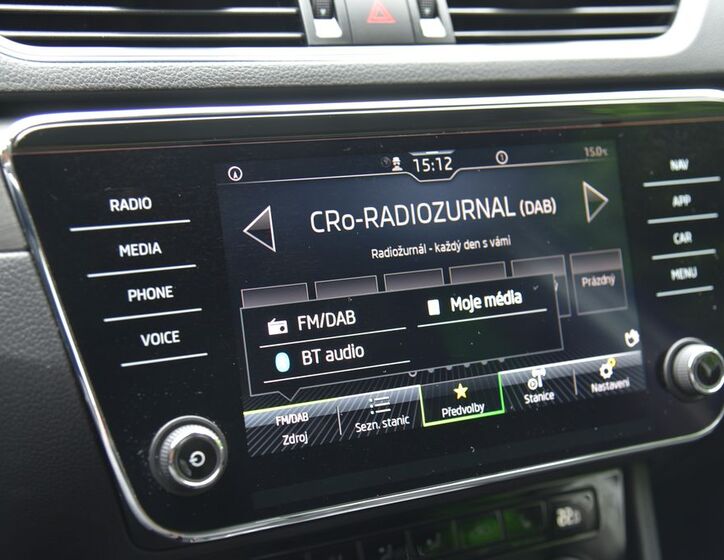 15:12
15.0°C
CRo-RADIOZURNAL (DAB)
Radiožurnál - každý den s vámi
RADIO
MEDIA
PHONE
VOICE
NAV
APP
CAR
MENU
Prázdný
FM/DAB
Moje média
BT audio
FM/DAB
Zdroj
Sezn. stanic
Předvolby
Stanice
Nastavení